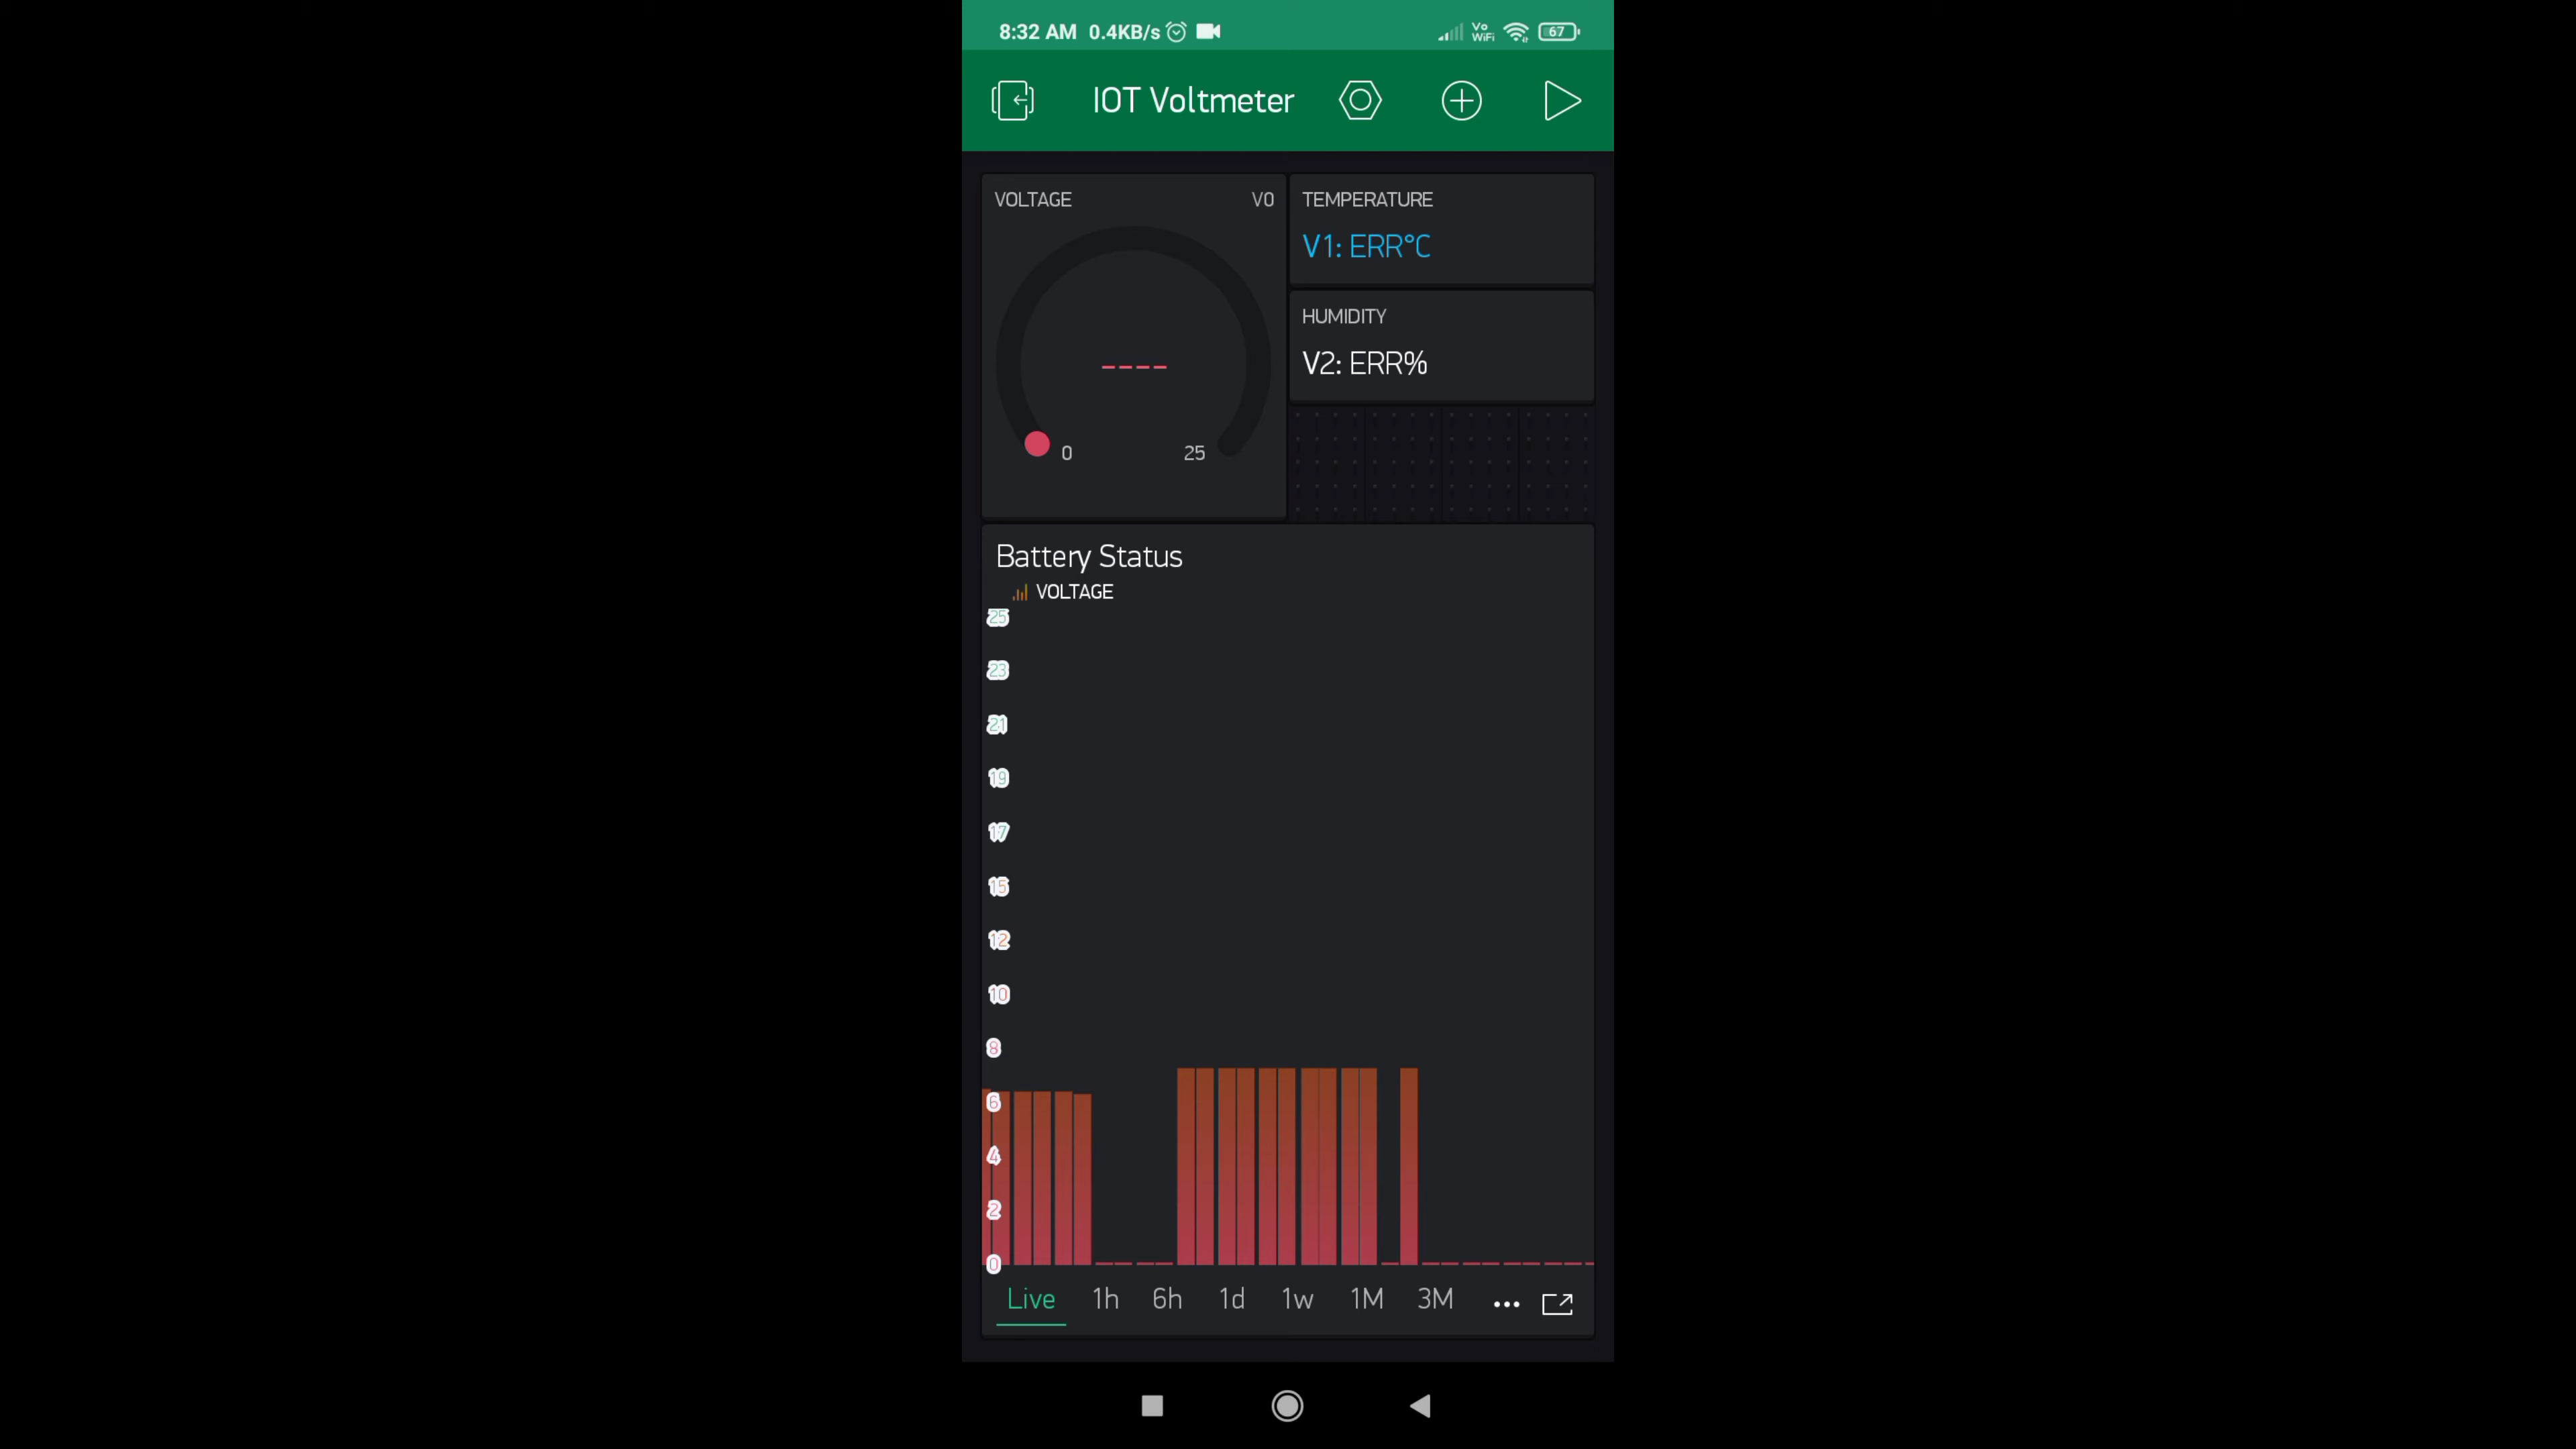 8:32 AM 0.4KB/s Vo WiFi 67
IOT Voltmeter
VOLTAGE V0
----
0 25
TEMPERATURE
V1: ERR°C
HUMIDITY
V2: ERR%
Battery Status
VOLTAGE
25
23
21
19
17
15
12
10
8
6
4
2
0
Live 1h 6h 1d 1w 1M 3M ...